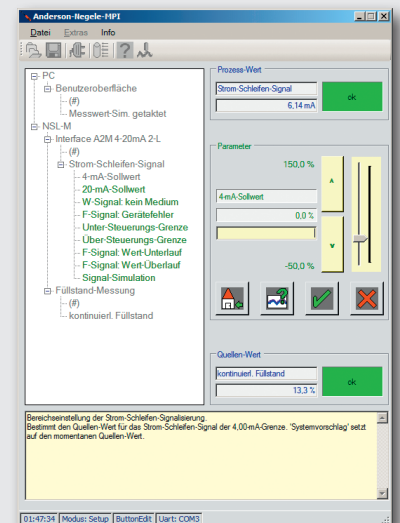 Anderson-Negele-MPI
Datei Extras Info
PC
Benutzeroberfläche
(#)
Messwert-Sim. getaktet
NSL-M
Interface A2M 4-20mA 2-L
(#)
Strom-Schleifen-Signal
4-mA-Sollwert
20-mA-Sollwert
W-Signal: kein Medium
F-Signal: Gerätefehler
Unter-Steuerungs-Grenze
Über-Steuerungs-Grenze
F-Signal: Wert-Unterlauf
F-Signal: Wert-Überlauf
Signal-Simulation
Füllstand-Messung
(#)
kontinuierl. Füllstand
Prozess-Wert
Strom-Schleifen-Signal
6,14 mA
ok
Parameter
150,0 %
^
4-mA-Sollwert
0,0 %
v
-50,0 %
Quellen-Wert
kontinuierl. Füllstand
13,3 %
ok
Bereichseinstellung der Strom-Schleifen-Signalisierung.
Bestimmt den Quellen-Wert für das Strom-Schleifen-Signal der 4,00-mA-Grenze. 'Systemvorschlag' setzt
auf den momentanen Quellen-Wert.
01:47:34 Modus: Setup ButtonEdit Uart: COM3